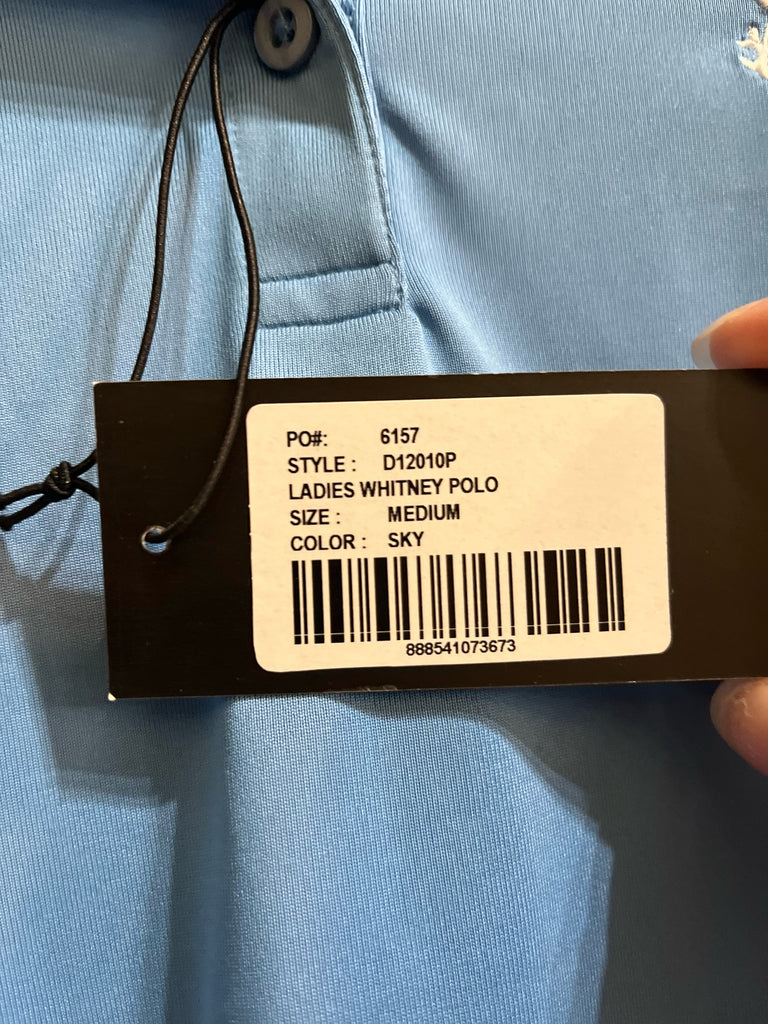 PO#: 6157
STYLE : D12010P
LADIES WHITNEY POLO
SIZE : MEDIUM
COLOR : SKY
888541073673